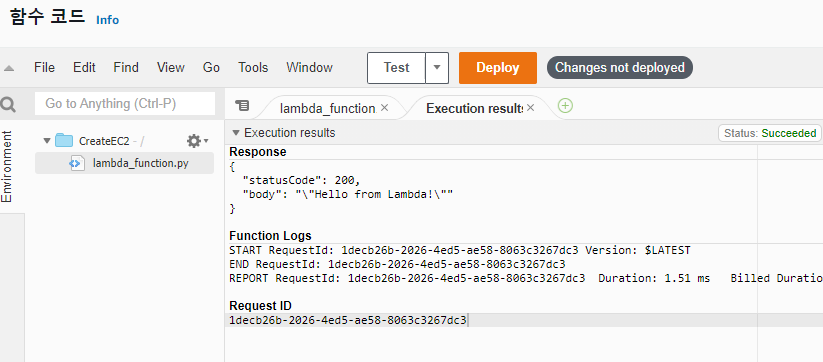 함수 코드 Info
File Edit Find View Go Tools Window Test Deploy Changes not deployed
Go to Anything (Ctrl-P)
lambda_function
Execution results
Environment
CreateEC2 - /
lambda_function.py
Execution results
Status: Succeeded
Response
{
"statusCode": 200,
"body": "\"Hello from Lambda!\""
}
Function Logs
START RequestId: 1decb26b-2026-4ed5-ae58-8063c3267dc3 Version: $LATEST
END RequestId: 1decb26b-2026-4ed5-ae58-8063c3267dc3
REPORT RequestId: 1decb26b-2026-4ed5-ae58-8063c3267dc3 Duration: 1.51 ms Billed Duratio
Request ID
1decb26b-2026-4ed5-ae58-8063c3267dc3